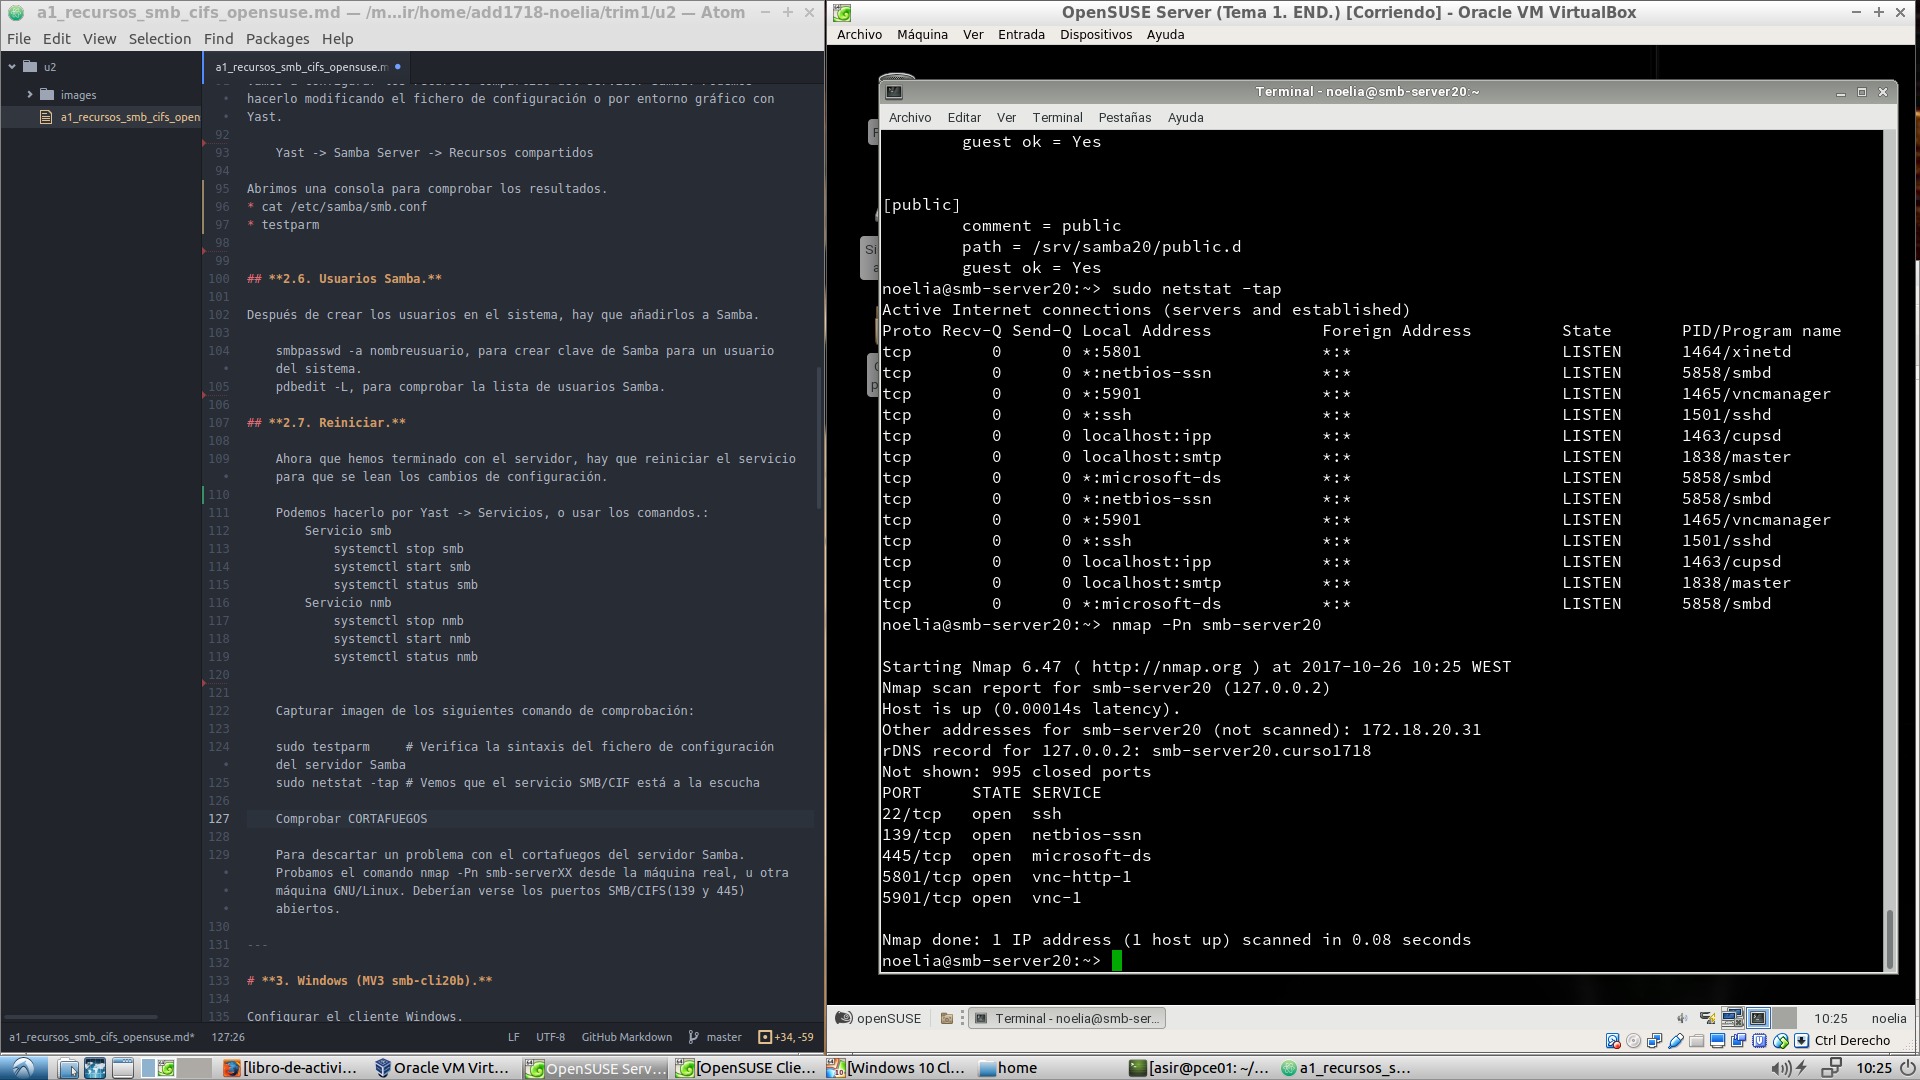 a1_recursos_smb_cifs_opensuse.md — /m...ir/home/add1718-noelia/trim1/u2 — Atom
File Edit View Selection Find Packages Help
u2
images
a1_recursos_smb_cifs_open
a1_recursos_smb_cifs_opensuse.m
hacerlo modificando el fichero de configuración o por entorno gráfico con
Yast.
92
93 Yast -> Samba Server -> Recursos compartidos
94
95 Abrimos una consola para comprobar los resultados.
96 * cat /etc/samba/smb.conf
97 * testparm
98
99
100 ## **2.6. Usuarios Samba.**
101
102 Después de crear los usuarios en el sistema, hay que añadirlos a Samba.
103
104 smbpasswd -a nombreusuario, para crear clave de Samba para un usuario
del sistema.
105 pdbedit -L, para comprobar la lista de usuarios Samba.
106
107 ## **2.7. Reiniciar.**
108
109 Ahora que hemos terminado con el servidor, hay que reiniciar el servicio
para que se lean los cambios de configuración.
110
111 Podemos hacerlo por Yast -> Servicios, o usar los comandos.:
112 Servicio smb
113 systemctl stop smb
114 systemctl start smb
115 systemctl status smb
116 Servicio nmb
117 systemctl stop nmb
118 systemctl start nmb
119 systemctl status nmb
120
121
122 Capturar imagen de los siguientes comando de comprobación:
123
124 sudo testparm # Verifica la sintaxis del fichero de configuración
del servidor Samba
125 sudo netstat -tap # Vemos que el servicio SMB/CIF está a la escucha
126
127 Comprobar CORTAFUEGOS
128
129 Para descartar un problema con el cortafuegos del servidor Samba.
Probamos el comando nmap -Pn smb-serverXX desde la máquina real, u otra
máquina GNU/Linux. Deberían verse los puertos SMB/CIFS(139 y 445)
abiertos.
130
131 ---
132
133 # **3. Windows (MV3 smb-cli20b).**
134
135 Configurar el cliente Windows.
a1_recursos_smb_cifs_opensuse.md* 127:26 LF UTF-8 GitHub Markdown master +34, -59
OpenSUSE Server (Tema 1. END.) [Corriendo] - Oracle VM VirtualBox
Archivo Máquina Ver Entrada Dispositivos Ayuda
Terminal - noelia@smb-server20:~
Archivo Editar Ver Terminal Pestañas Ayuda
guest ok = Yes
[public]
comment = public
path = /srv/samba20/public.d
guest ok = Yes
noelia@smb-server20:~> sudo netstat -tap
Active Internet connections (servers and established)
Proto Recv-Q Send-Q Local Address Foreign Address State PID/Program name
tcp 0 0 *:5801 *:* LISTEN 1464/xinetd
tcp 0 0 *:netbios-ssn *:* LISTEN 5858/smbd
tcp 0 0 *:5901 *:* LISTEN 1465/vncmanager
tcp 0 0 *:ssh *:* LISTEN 1501/sshd
tcp 0 0 localhost:ipp *:* LISTEN 1463/cupsd
tcp 0 0 localhost:smtp *:* LISTEN 1838/master
tcp 0 0 *:microsoft-ds *:* LISTEN 5858/smbd
tcp 0 0 *:netbios-ssn *:* LISTEN 5858/smbd
tcp 0 0 *:5901 *:* LISTEN 1465/vncmanager
tcp 0 0 *:ssh *:* LISTEN 1501/sshd
tcp 0 0 localhost:ipp *:* LISTEN 1463/cupsd
tcp 0 0 localhost:smtp *:* LISTEN 1838/master
tcp 0 0 *:microsoft-ds *:* LISTEN 5858/smbd
noelia@smb-server20:~> nmap -Pn smb-server20
Starting Nmap 6.47 ( http://nmap.org ) at 2017-10-26 10:25 WEST
Nmap scan report for smb-server20 (127.0.0.2)
Host is up (0.00014s latency).
Other addresses for smb-server20 (not scanned): 172.18.20.31
rDNS record for 127.0.0.2: smb-server20.curso1718
Not shown: 995 closed ports
PORT STATE SERVICE
22/tcp open ssh
139/tcp open netbios-ssn
445/tcp open microsoft-ds
5801/tcp open vnc-http-1
5901/tcp open vnc-1
Nmap done: 1 IP address (1 host up) scanned in 0.08 seconds
noelia@smb-server20:~>
openSUSE Terminal - noelia@smb-ser... 10:25 noelia
Ctrl Derecho
[libro-de-activi... Oracle VM Virt... OpenSUSE Serv... [OpenSUSE Clie... [Windows 10 Cl... home [asir@pce01: ~/... a1_recursos_s... 10:25